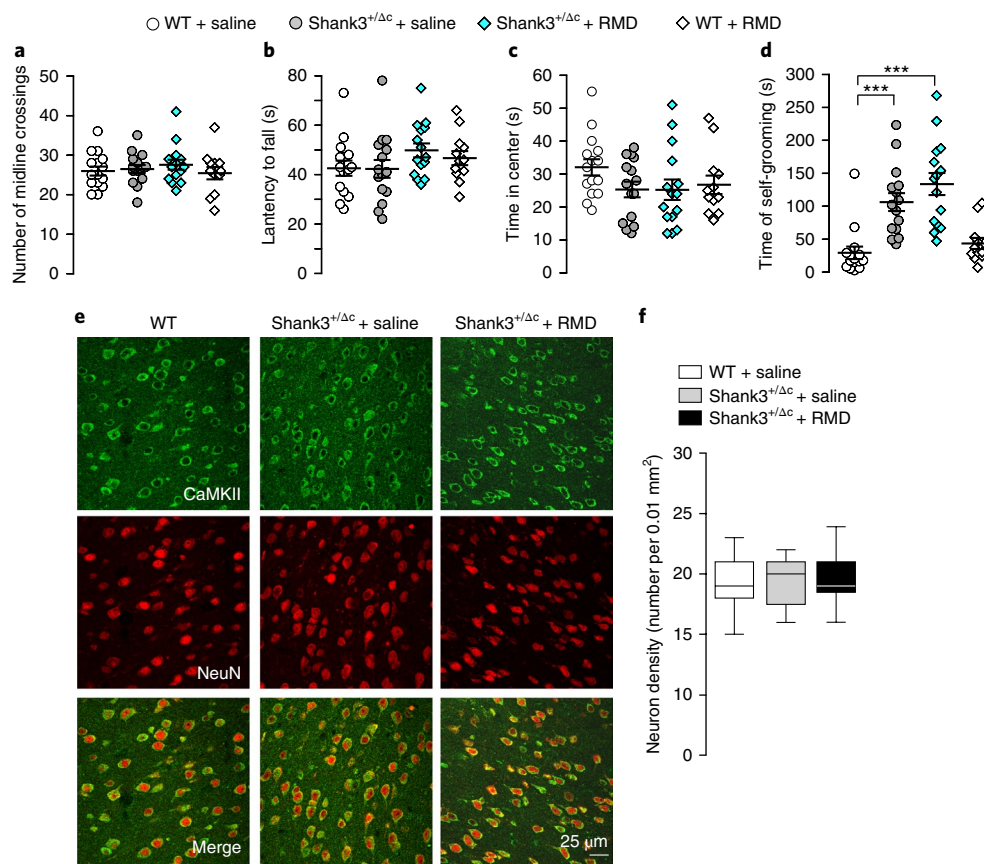 WT + saline Shank3+/Δc + saline Shank3+/Δc + RMD WT + RMD
a
Number of midline crossings
50
40
30
20
10
0
b
Lantency to fall (s)
80
60
40
20
0
c
Time in center (s)
60
50
40
30
20
10
0
d
Time of self-grooming (s)
300
250
200
150
100
50
0
***
***
e
WT Shank3+/Δc + saline Shank3+/Δc + RMD
CaMKII
NeuN
Merge
25 μm
f
WT + saline
Shank3+/Δc + saline
Shank3+/Δc + RMD
Neuron density (number per 0.01 mm²)
30
25
20
15
10
5
0